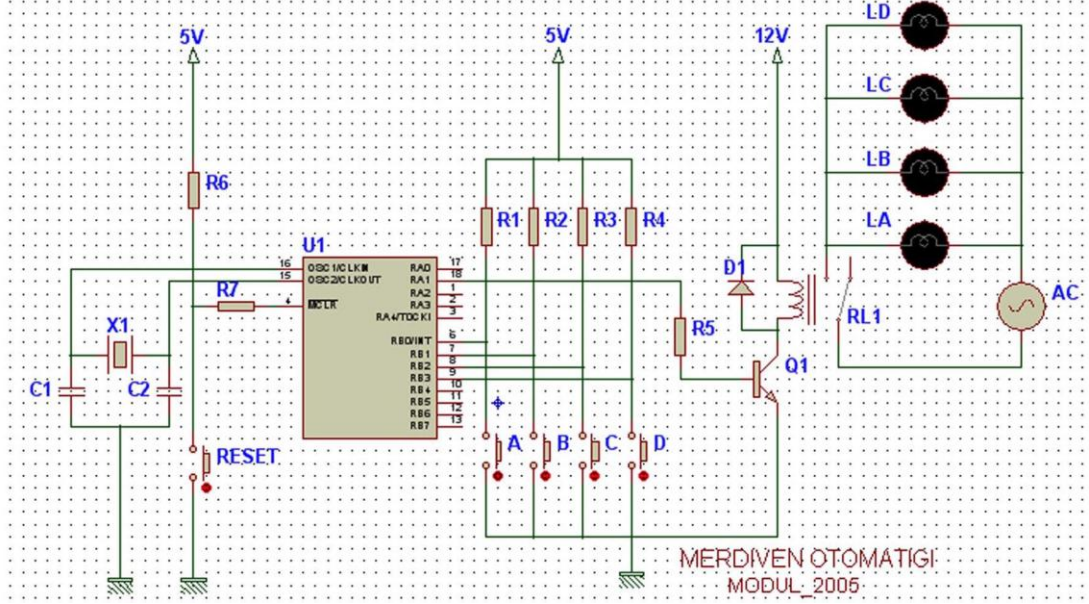 LD
5V
5V
12V
LC
LB
R6
R1
R2
R3
R4
LA
U1
16
OSC1/CLKIN
RA0
17
15
OSC2/CLKOUT
RA1
18
RA2
1
R7
4
MCLR
RA3
2
RA4/T0CKI
3
D1
AC
RL1
X1
R5
RB0/INT
6
RB1
7
RB2
8
RB3
9
RB4
10
RB5
11
RB6
12
RB7
13
Q1
C1
C2
A
B
C
D
RESET
MERDIVEN OTOMATIGI
MODUL_2005